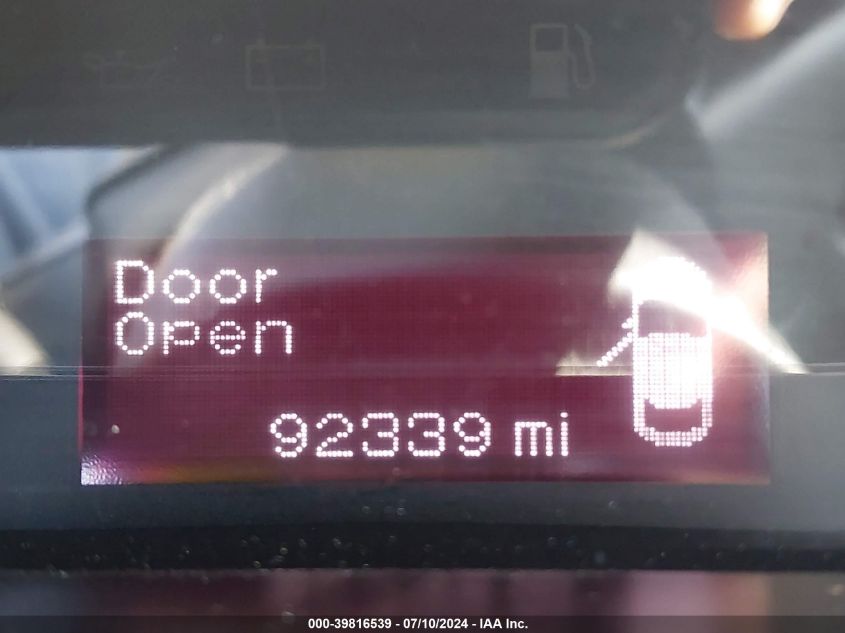 Door
Open
92339 mi
000-39816539 - 07/10/2024 - IAA Inc.